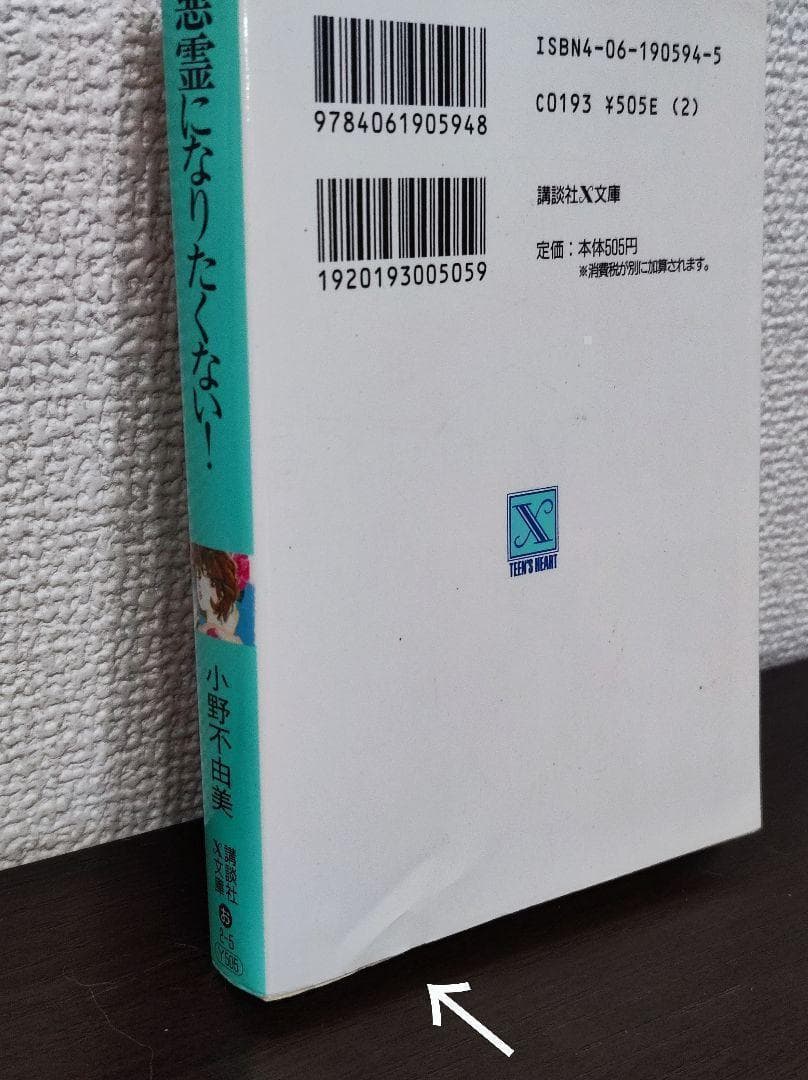 悪霊になりたくない!
小野不由美
講談社
X文庫
お
2-5
Y505
9784061905948
ISBN4-06-190594-5
C0193 ¥505E (2)
1920193005059
講談社X文庫
定価：本体505円
※消費税が別に加算されます。
X
TEEN'S HEART